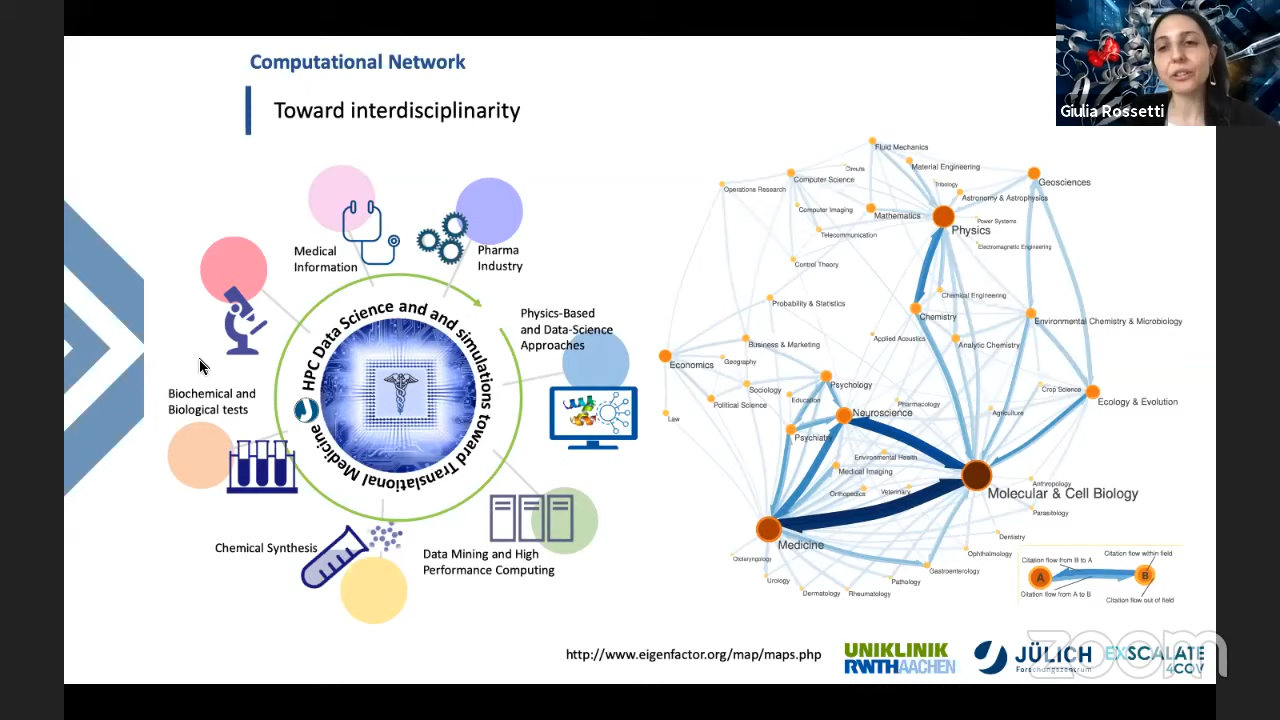 Computational Network
Toward interdisciplinarity
Giulia Rossetti
Medical
Information
Pharma
Industry
Physics-Based
and Data-Science
Approaches
Biochemical and
Biological tests
HPC Data Science and and simulations toward Translational Medicine
Chemical Synthesis
Data Mining and High
Performance Computing
Fluid Mechanics
Material Engineering
Computer Science
Operations Research
Tribology
Geosciences
Astronomy & Astrophysics
Computer Imaging
Mathematics
Power Systems
Physics
Telecommunication
Electromagnetic Engineering
Control Theory
Chemical Engineering
Probability & Statistics
Chemistry
Environmental Chemistry & Microbiology
Applied Acoustics
Analytic Chemistry
Business & Marketing
Economics
Geography
Psychology
Sociology
Crop Science
Education
Political Science
Pharmacology
Ecology & Evolution
Neuroscience
Agriculture
Law
Psychiatry
Environmental Health
Medical Imaging
Anthropology
Orthopedics
Veterinary
Molecular & Cell Biology
Parasitology
Medicine
Dentistry
Ophthalmology
Otolaryngology
Gastroenterology
Urology
Pathology
Dermatology
Rheumatology
Citation flow from B to A
Citation flow within field
A
B
Citation flow from A to B
Citation flow out of field
http://www.eigenfactor.org/map/maps.php
UNIKLINIK
RWTHAACHEN
JÜLICH
Forschungszentrum
EXSCALATE
4COV
zoom